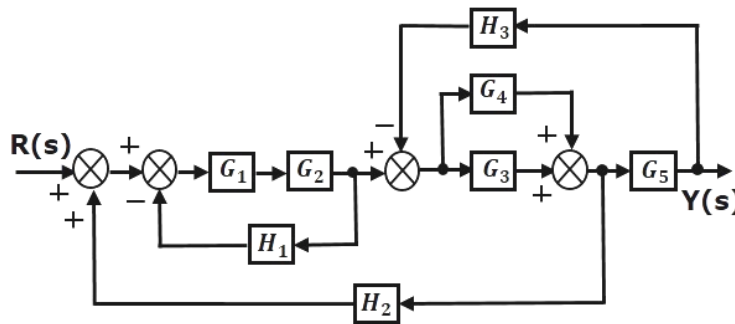 H₃
G₄
−
R(s) + + + +
G₁ G₂ G₃ G₅
+ − + Y(s)
+
H₁
H₂